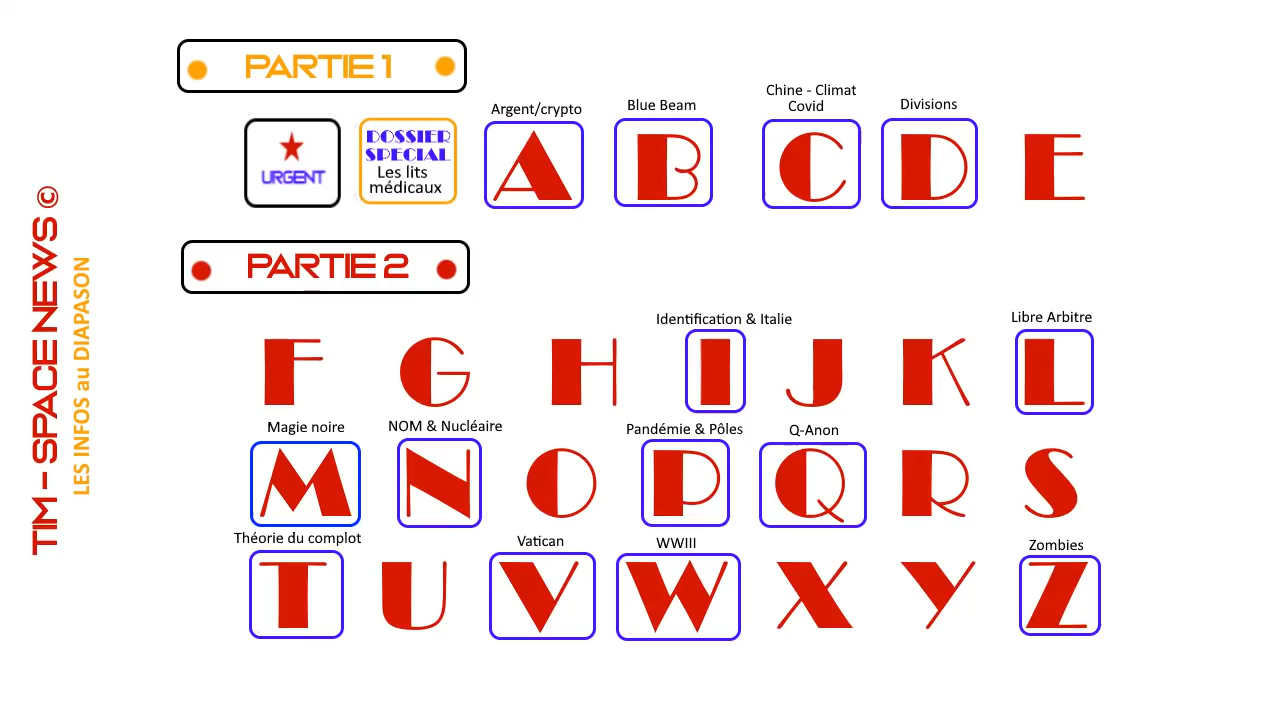 PARTIE 1
Argent/crypto
Blue Beam
Chine - Climat
Covid
Divisions
URGENT
DOSSIER
SPECIAL
Les lits
médicaux
A B C D E
PARTIE 2
Identification & Italie
Libre Arbitre
F G H I J K L
Magie noire
NOM & Nucléaire
Pandémie & Pôles
Q-Anon
M N O P Q R S
Théorie du complot
Vatican
WWIII
Zombies
T U V W X Y Z
TIM - SPACE NEWS ©
LES INFOS au DIAPASON